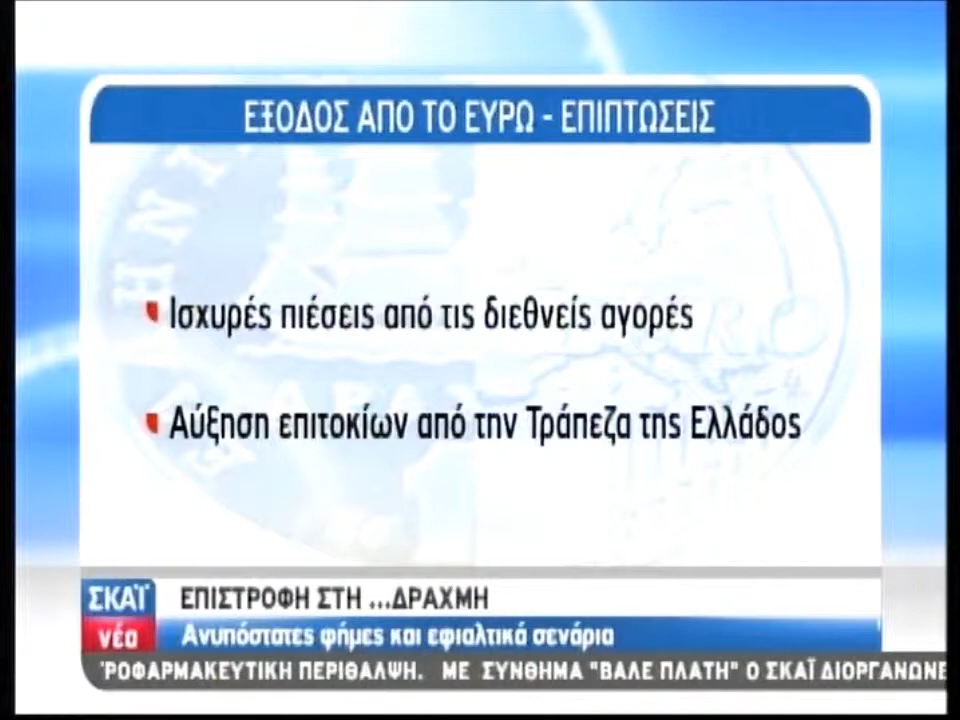 ΕΞΟΔΟΣ ΑΠΟ ΤΟ ΕΥΡΩ - ΕΠΙΠΤΩΣΕΙΣ
Ισχυρές πιέσεις από τις διεθνείς αγορές
Αύξηση επιτοκίων από την Τράπεζα της Ελλάδος
ΣΚΑΪ
νέα
ΕΠΙΣΤΡΟΦΗ ΣΤΗ ...ΔΡΑΧΜΗ
Ανυπόστατες φήμες και εφιαλτικά σενάρια
ΡΟΦΑΡΜΑΚΕΥΤΙΚΗ ΠΕΡΙΘΑΛΨΗ. ΜΕ ΣΥΝΘΗΜΑ "ΒΑΛΕ ΠΛΑΤΗ" Ο ΣΚΑΪ ΔΙΟΡΓΑΝΩΝΕ